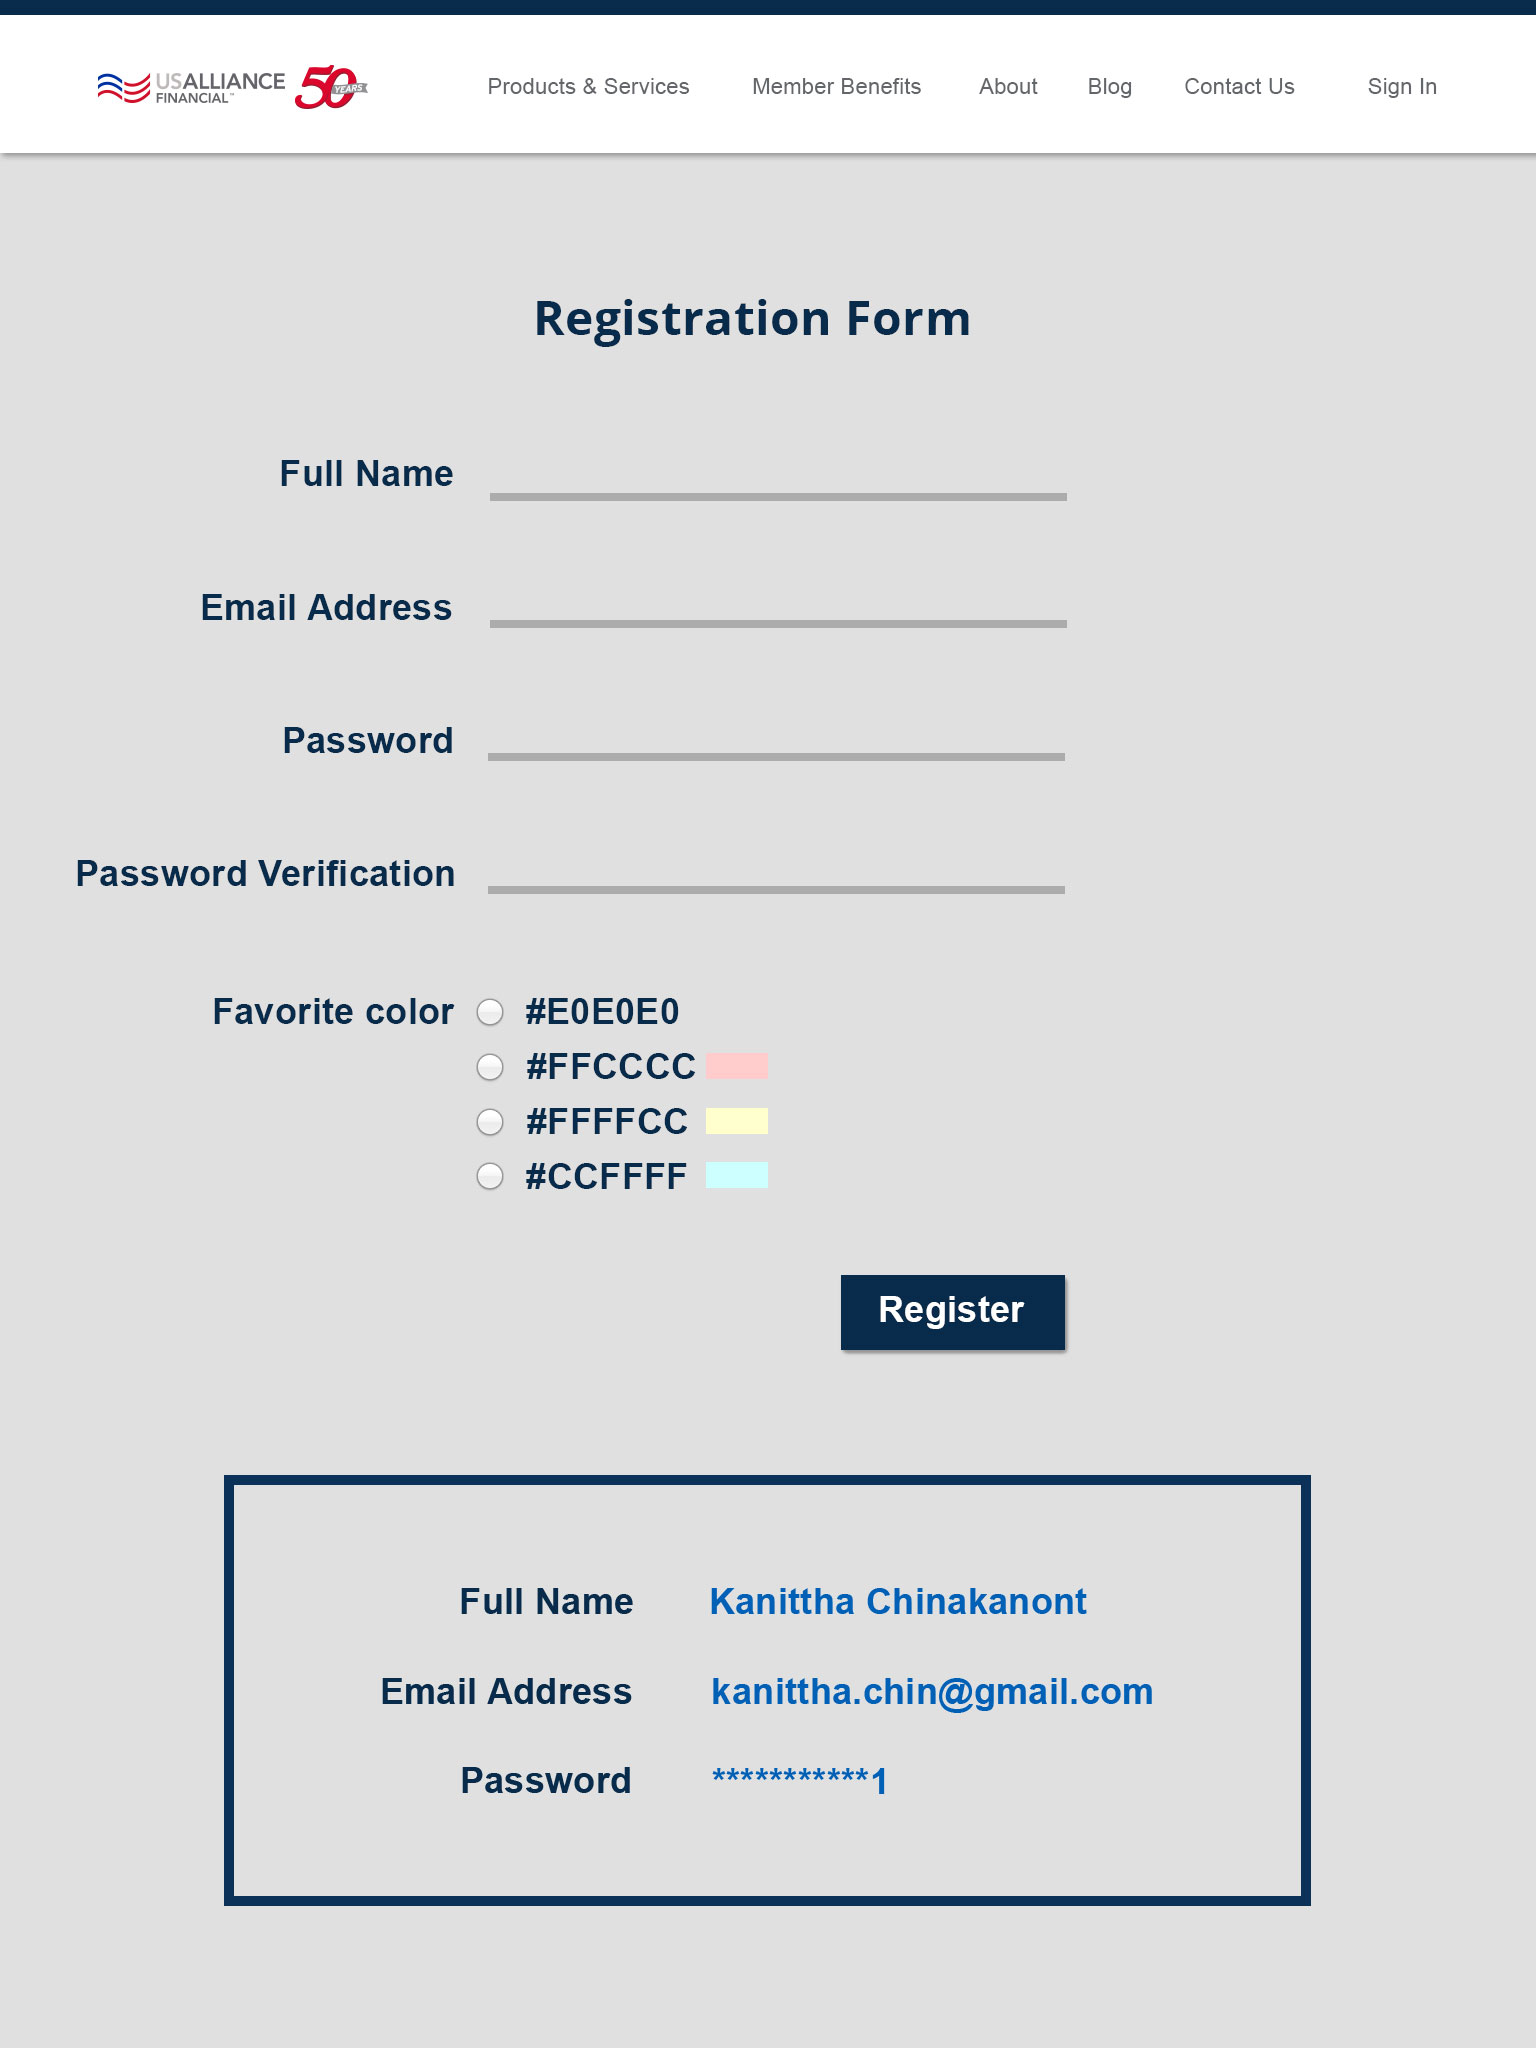 USALLIANCE
FINANCIAL™
50
YEARS
Products & Services Member Benefits About Blog Contact Us Sign In
Registration Form
Full Name
Email Address
Password
Password Verification
Favorite color #E0E0E0
#FFCCCC
#FFFFCC
#CCFFFF
Register
Full Name Kanittha Chinakanont
Email Address kanittha.chin@gmail.com
Password ***********1